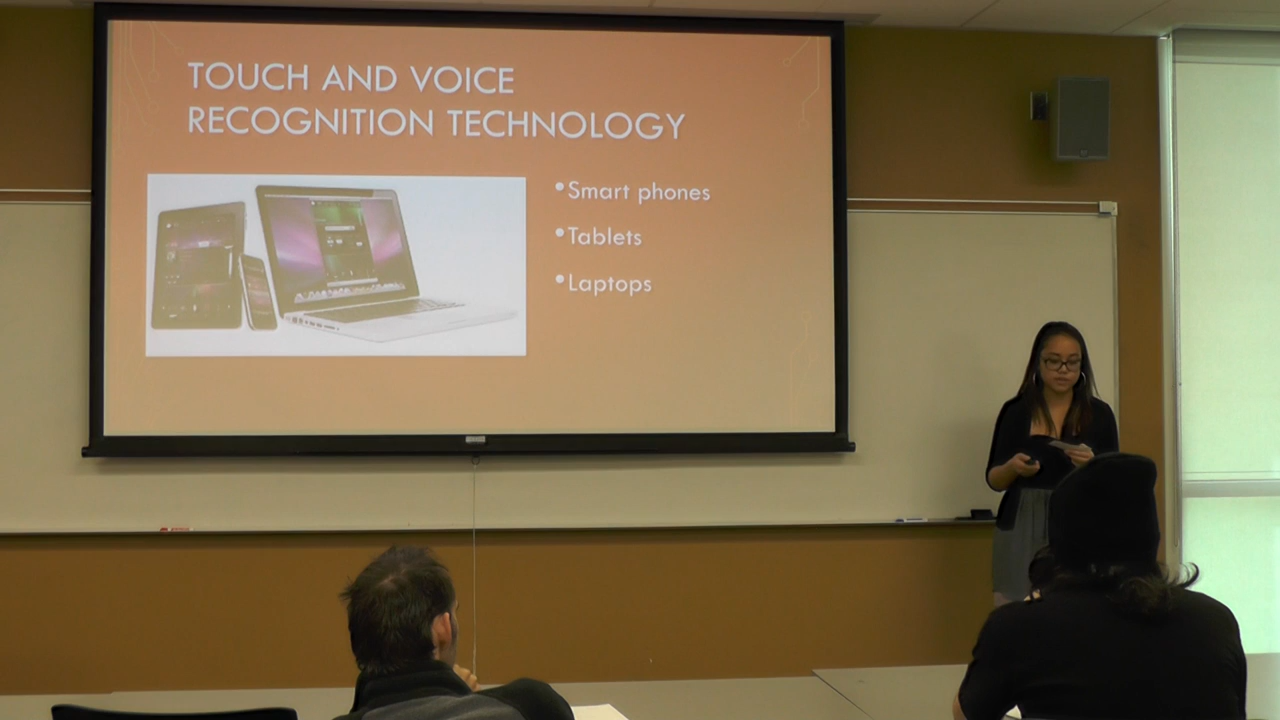 TOUCH AND VOICE
RECOGNITION TECHNOLOGY
• Smart phones
• Tablets
• Laptops